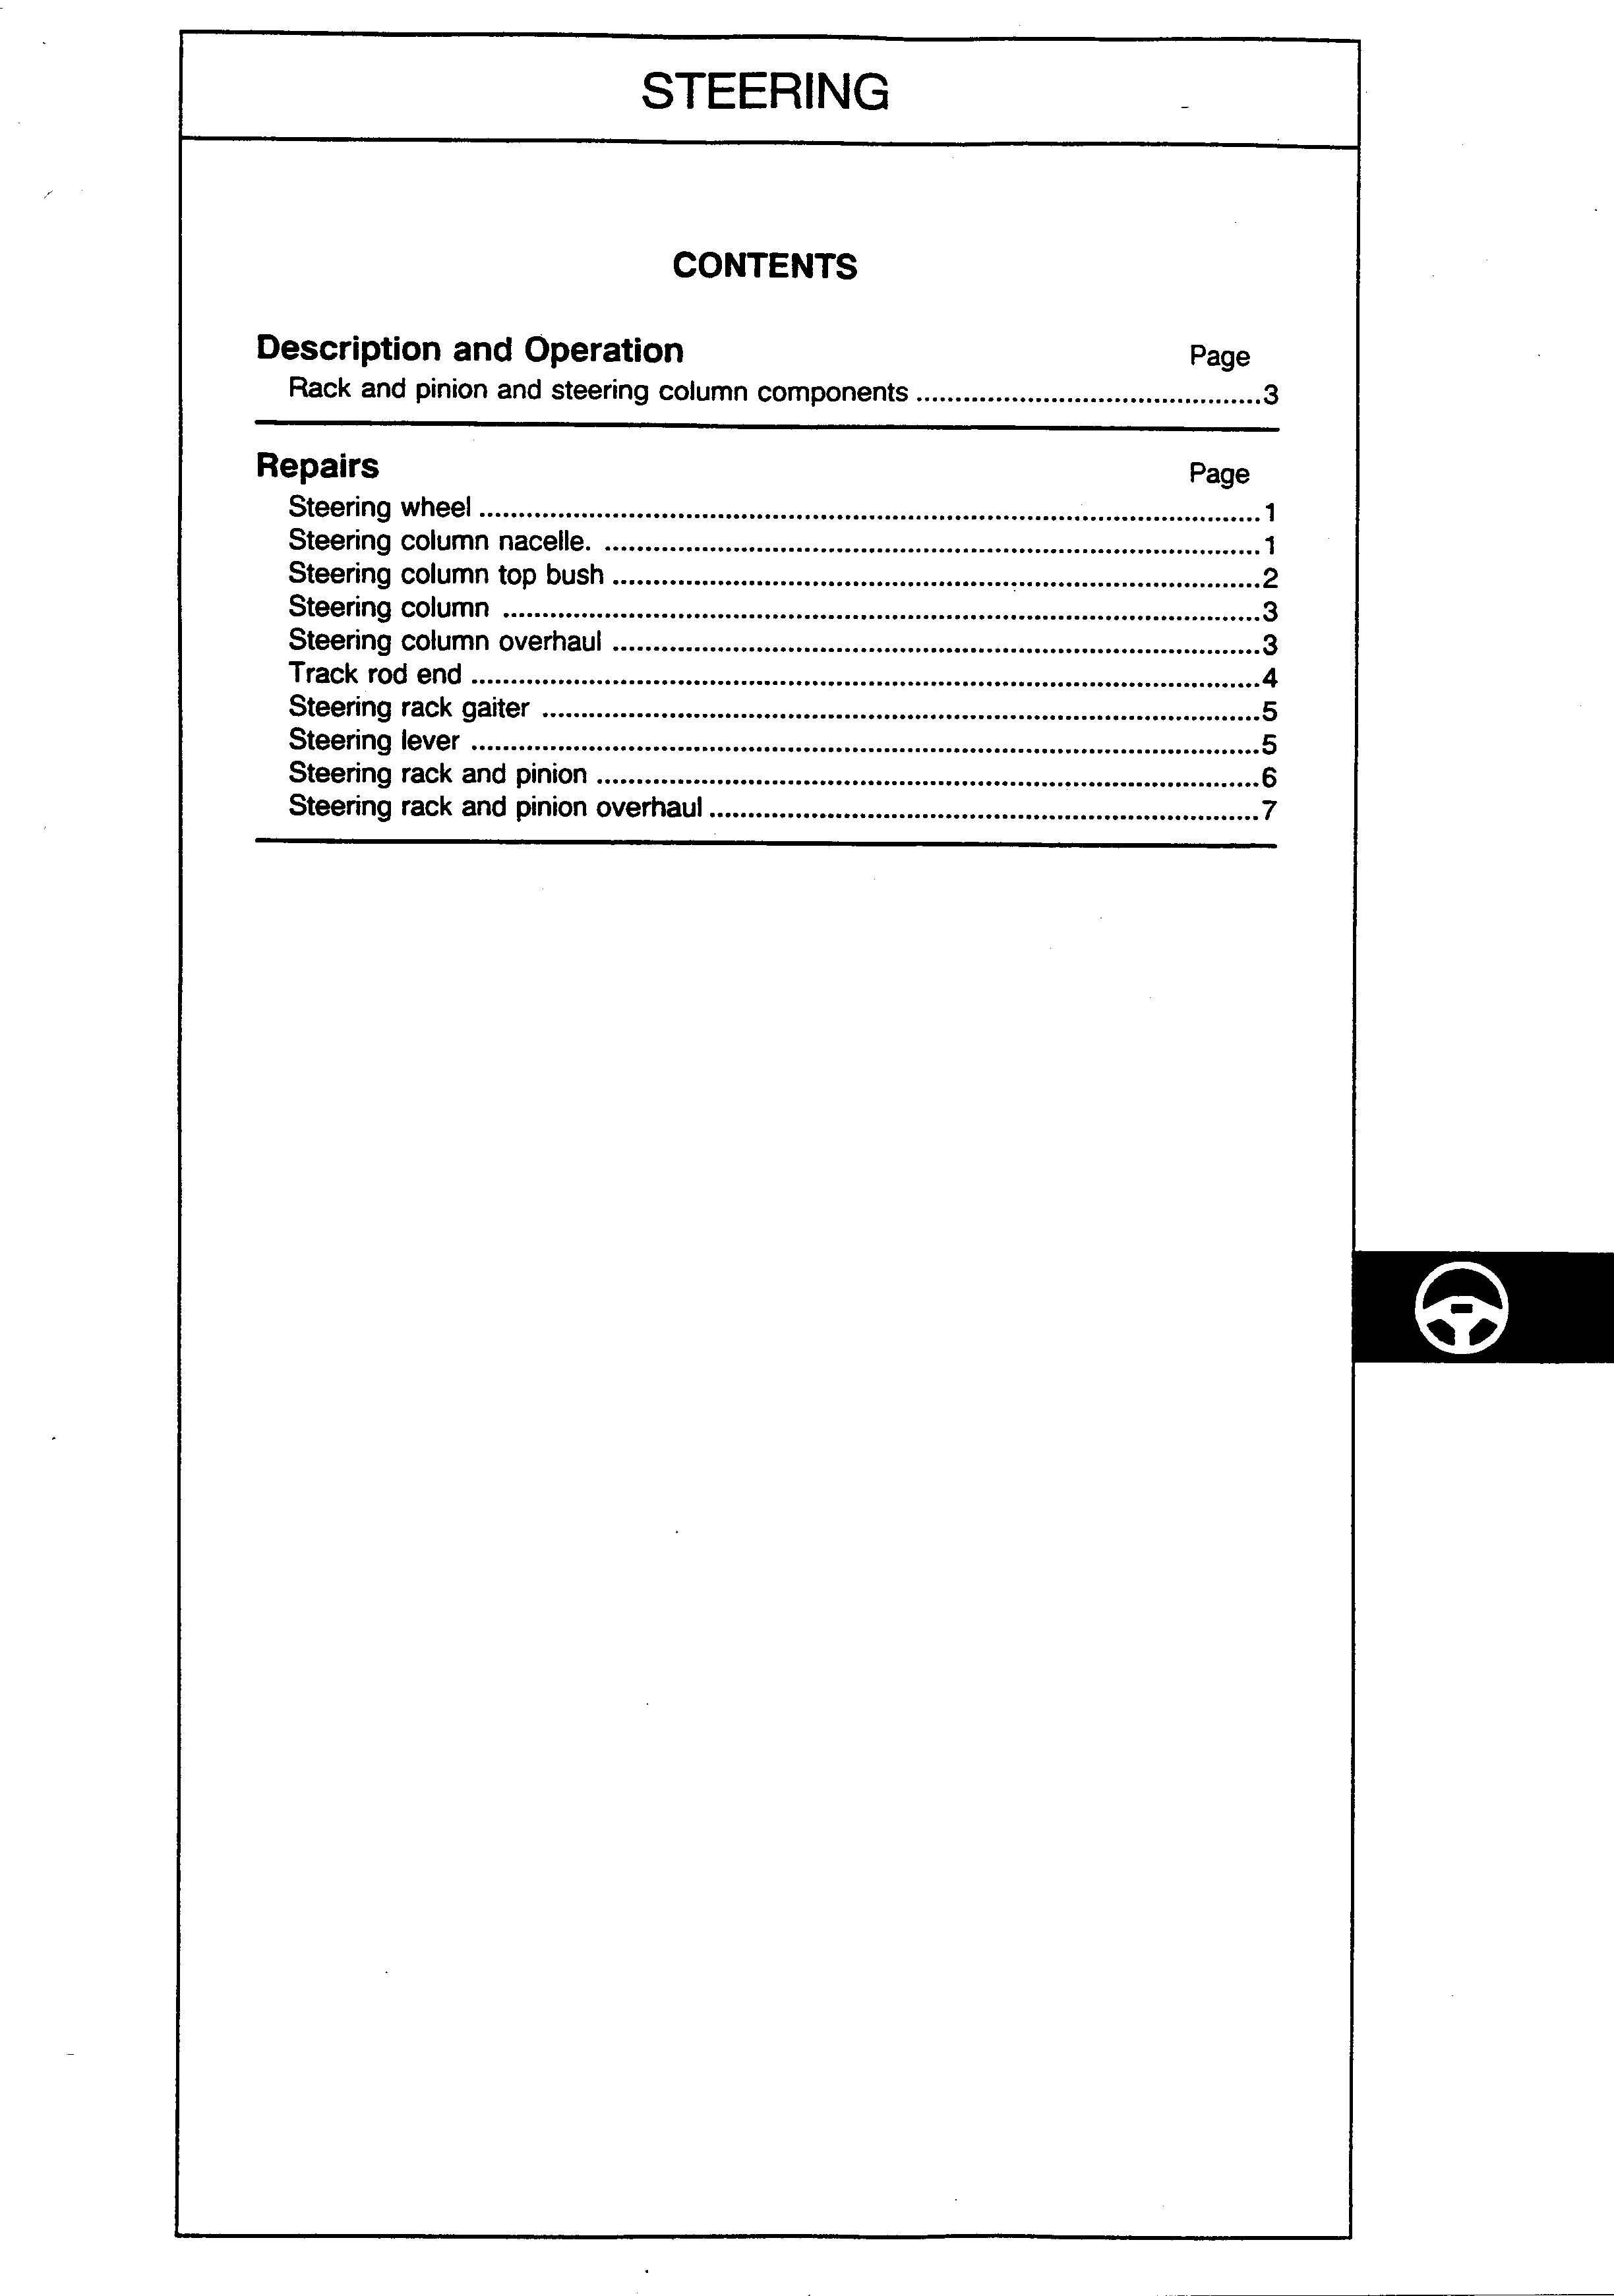 STEERING
CONTENTS
Description and Operation Page
Rack and pinion and steering column components ............................................3
Repairs Page
Steering wheel ....................................................................................................1
Steering column nacelle. ....................................................................................1
Steering column top bush ...................................................................................2
Steering column .................................................................................................3
Steering column overhaul ...................................................................................3
Track rod end .....................................................................................................4
Steering rack gaiter ............................................................................................5
Steering lever .....................................................................................................5
Steering rack and pinion .....................................................................................6
Steering rack and pinion overhaul ......................................................................7